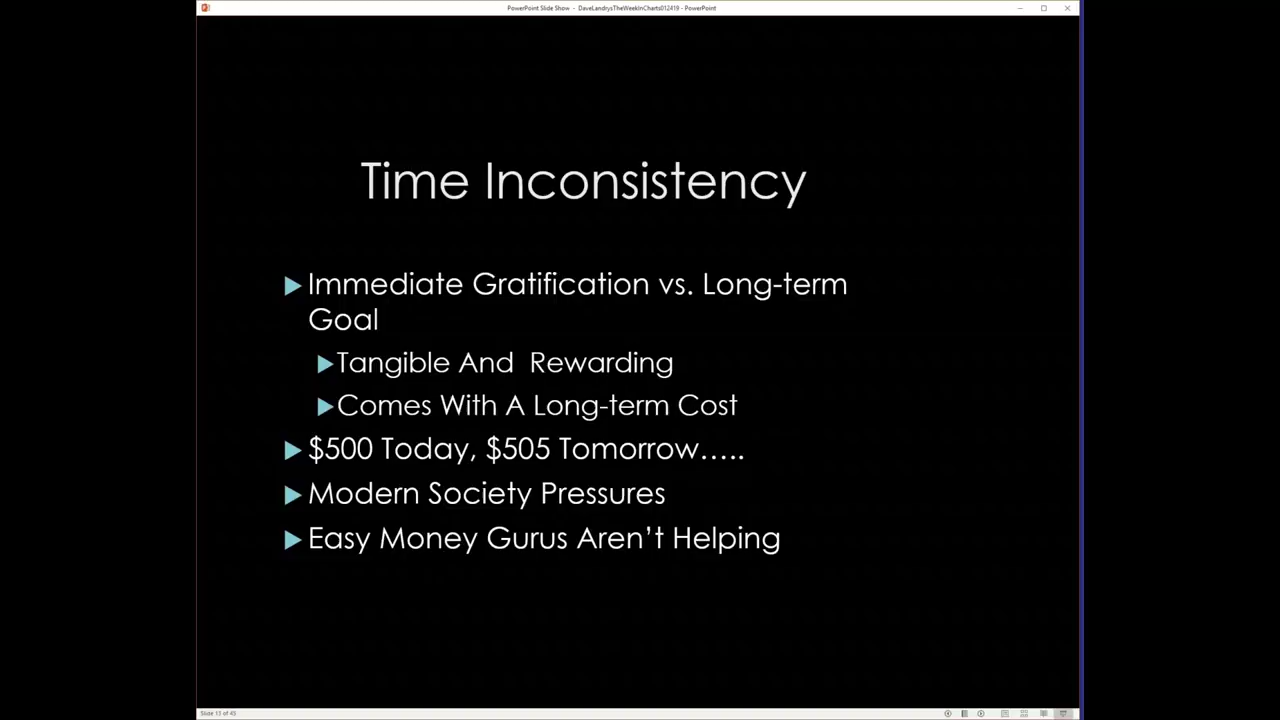 PowerPoint Slide Show - DaveLandrysTheWeekInCharts012419 - PowerPoint
Time Inconsistency
Immediate Gratification vs. Long-term
Goal
Tangible And Rewarding
Comes With A Long-term Cost
$500 Today, $505 Tomorrow.....
Modern Society Pressures
Easy Money Gurus Aren’t Helping
Slide 13 of 45